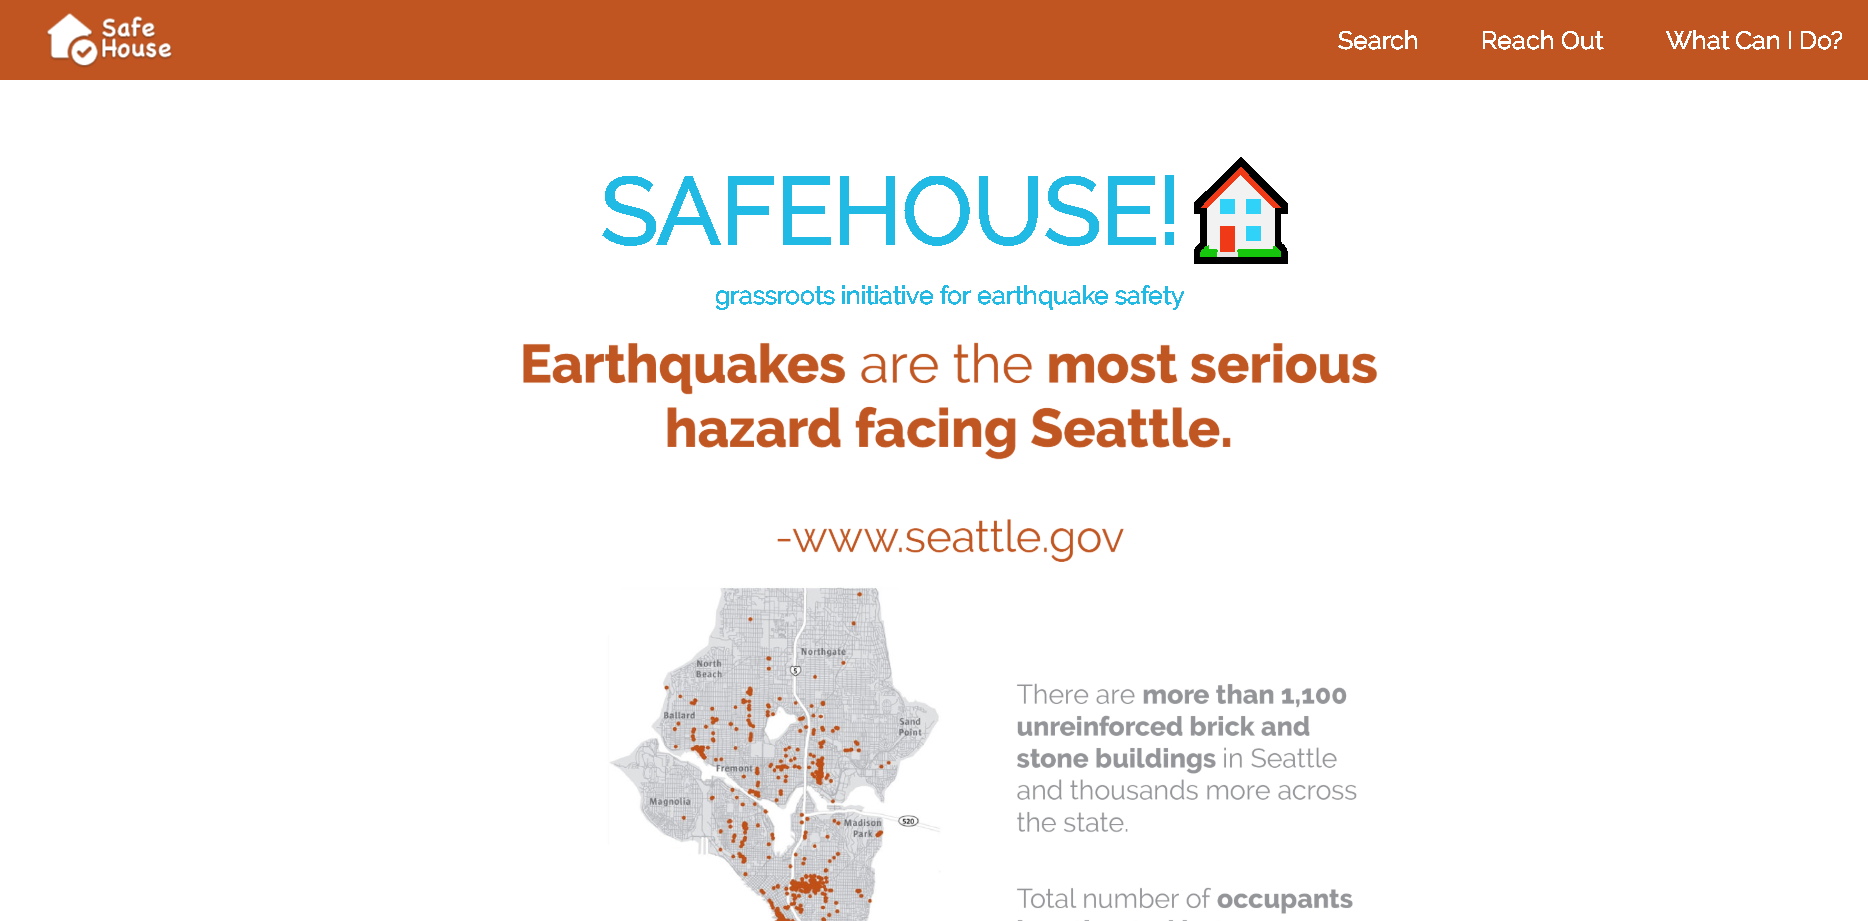 Safe
House
Search
Reach Out
What Can I Do?
SAFEHOUSE!
grassroots initiative for earthquake safety
Earthquakes are the most serious
hazard facing Seattle.
-www.seattle.gov
Northgate
North
Beach
5
Ballard
Sand
Point
Fremont
Magnolia
Madison
Park
520
There are more than 1,100
unreinforced brick and
stone buildings in Seattle
and thousands more across
the state.
Total number of occupants